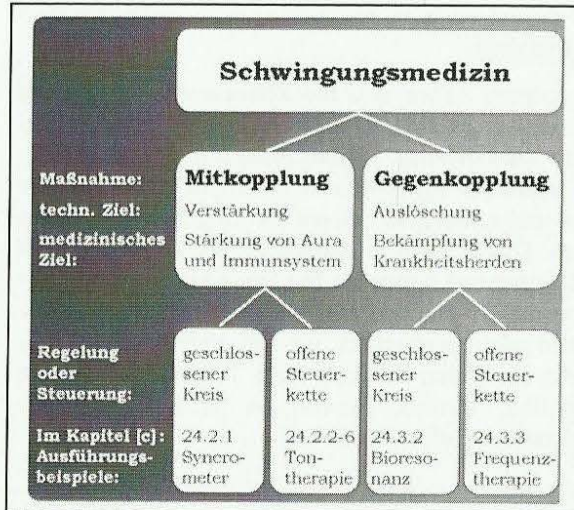 Schwingungsmedizin
Maßnahme: Mitkopplung Gegenkopplung
techn. Ziel: Verstärkung Auslöschung
medizinisches Stärkung von Aura Bekämpfung von
Ziel: und Immunsystem Krankheitsherden
Regelung geschlos- offene geschlos- offene
oder sener Steuer- sener Steuer-
Steuerung: Kreis kette Kreis kette
Im Kapitel [c]: 24.2.1 24.2.2-6 24.3.2 24.3.3
Ausführungs- Syncro- Ton- Bioreso- Frequenz-
beispiele: meter therapie nanz therapie